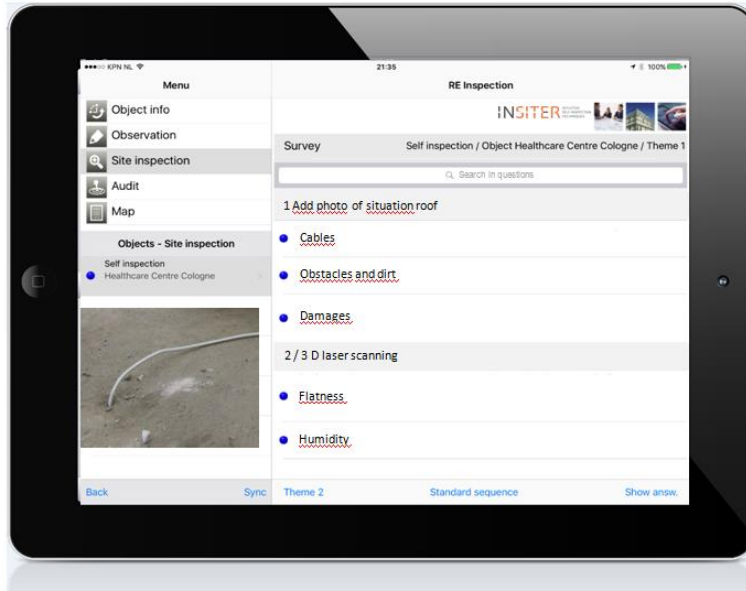 KPN NL
21:35
100%
Menu
RE Inspection
Object info
Observation
Site inspection
Audit
Map
Objects - Site inspection
Self inspection
Healthcare Centre Cologne
Back
Sync
INSITER
Survey
Self inspection / Object Healthcare Centre Cologne / Theme 1
Search in questions
1 Add photo of situation roof
Cables
Obstacles and dirt
Damages
2 / 3 D laser scanning
Flatness
Humidity
Theme 2
Standard sequence
Show answ.